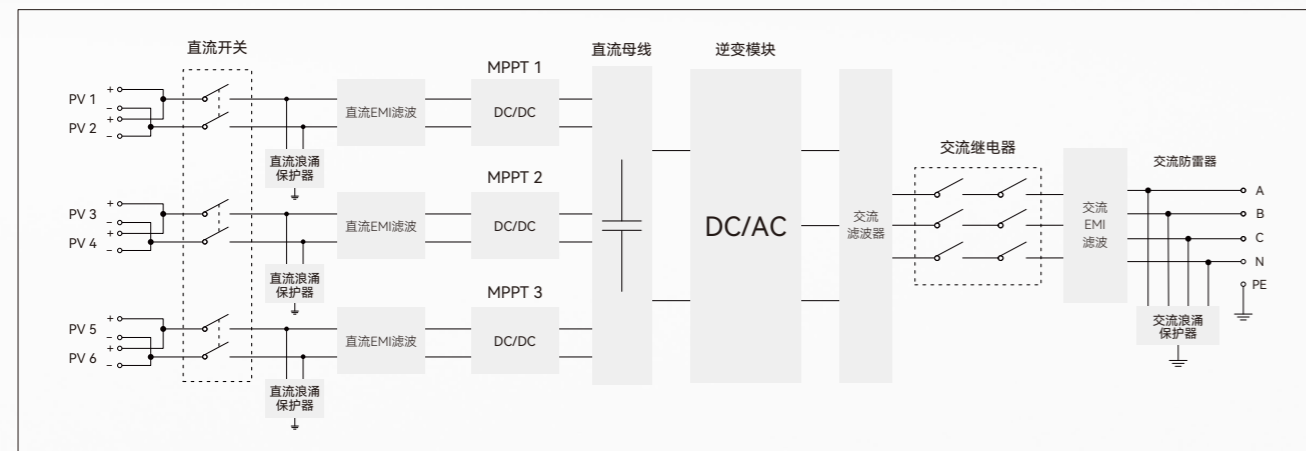 直流开关
直流母线
逆变模块
MPPT 1
PV 1
+
−
PV 2
+
−
直流EMI滤波
DC/DC
直流浪涌
保护器
交流继电器
交流防雷器
MPPT 2
PV 3
+
−
PV 4
+
−
直流EMI滤波
DC/DC
直流浪涌
保护器
DC/AC
交流
滤波器
交流
EMI
滤波
A
B
C
N
PE
交流浪涌
保护器
MPPT 3
PV 5
+
−
PV 6
+
−
直流EMI滤波
DC/DC
直流浪涌
保护器